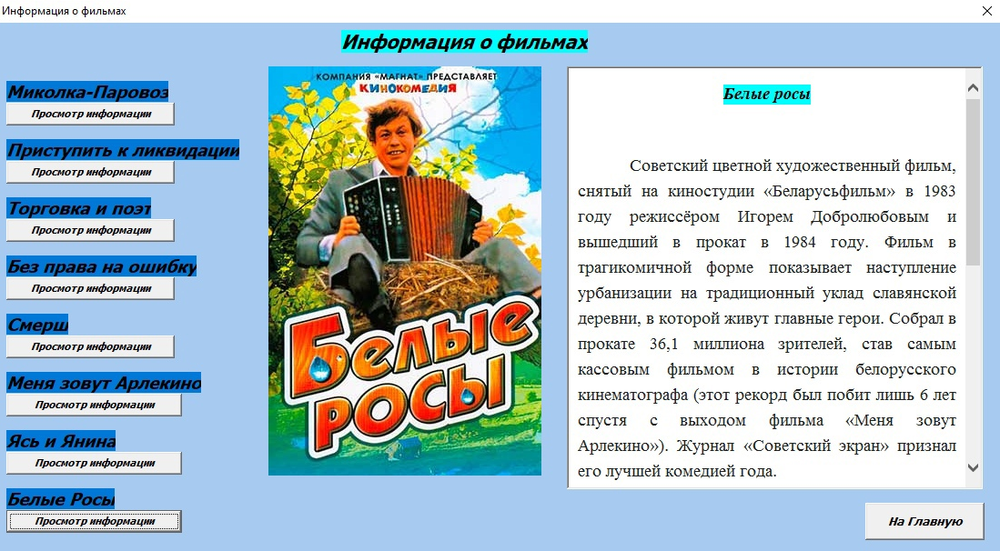 Информация о фильмах
Информация о фильмах
Миколка-Паровоз
Просмотр информации
Приступить к ликвидации
Просмотр информации
Торговка и поэт
Просмотр информации
Без права на ошибку
Просмотр информации
Смерш
Просмотр информации
Меня зовут Арлекино
Просмотр информации
Ясь и Янина
Просмотр информации
Белые Росы
Просмотр информации
КОМПАНИЯ «МАГНАТ» ПРЕДСТАВЛЯЕТ
КИНОКОМЕДИЯ
Белые
росы
Белые росы
Советский цветной художественный фильм,
снятый на киностудии «Беларусьфильм» в 1983
году режиссёром Игорем Добролюбовым и
вышедший в прокат в 1984 году. Фильм в
трагикомичной форме показывает наступление
урбанизации на традиционный уклад славянской
деревни, в которой живут главные герои. Собрал в
прокате 36,1 миллиона зрителей, став самым
кассовым фильмом в истории белорусского
кинематографа (этот рекорд был побит лишь 6 лет
спустя с выходом фильма «Меня зовут
Арлекино»). Журнал «Советский экран» признал
его лучшей комедией года.
На Главную